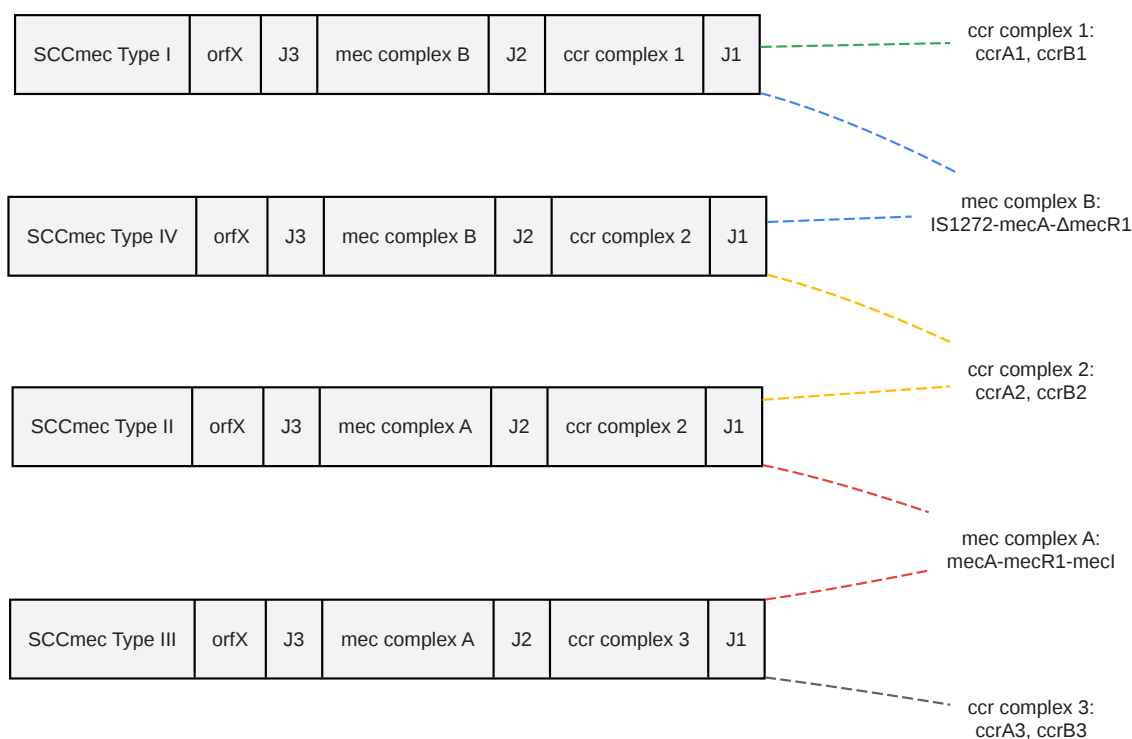 SCCmec Type I orfX J3 mec complex B J2 ccr complex 1 J1
ccr complex 1:
ccrA1, ccrB1
mec complex B:
IS1272-mecA-ΔmecR1
SCCmec Type IV orfX J3 mec complex B J2 ccr complex 2 J1
ccr complex 2:
ccrA2, ccrB2
SCCmec Type II orfX J3 mec complex A J2 ccr complex 2 J1
mec complex A:
mecA-mecR1-mecI
SCCmec Type III orfX J3 mec complex A J2 ccr complex 3 J1
ccr complex 3:
ccrA3, ccrB3